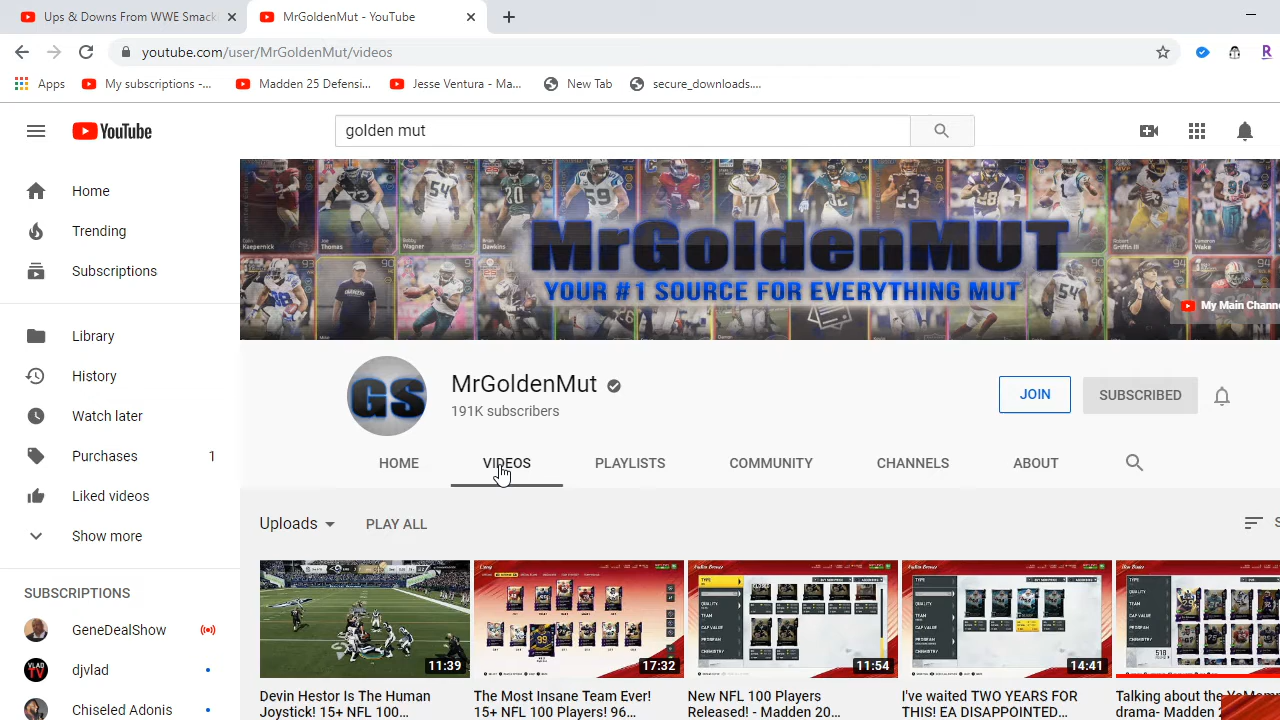 Ups & Downs From WWE Smack
MrGoldenMut - YouTube
youtube.com/user/MrGoldenMut/videos
Apps
My subscriptions -...
Madden 25 Defensi...
Jesse Ventura - Ma...
New Tab
secure_downloads....
YouTube
golden mut
Home
Trending
Subscriptions
Library
History
Watch later
Purchases 1
Liked videos
Show more
SUBSCRIPTIONS
GeneDealShow
djvlad
Chiseled Adonis
MrGoldenMUT
YOUR #1 SOURCE FOR EVERYTHING MUT
My Main Chann
GS
MrGoldenMut
191K subscribers
JOIN
SUBSCRIBED
HOME
VIDEOS
PLAYLISTS
COMMUNITY
CHANNELS
ABOUT
Uploads
PLAY ALL
S
11:39
17:32
11:54
14:41
Devin Hestor Is The Human
Joystick! 15+ NFL 100...
The Most Insane Team Ever!
15+ NFL 100 Players! 96...
New NFL 100 Players
Released! - Madden 20...
I've waited TWO YEARS FOR
THIS! EA DISAPPOINTED...
Talking about the YoMama
drama- Madden 2